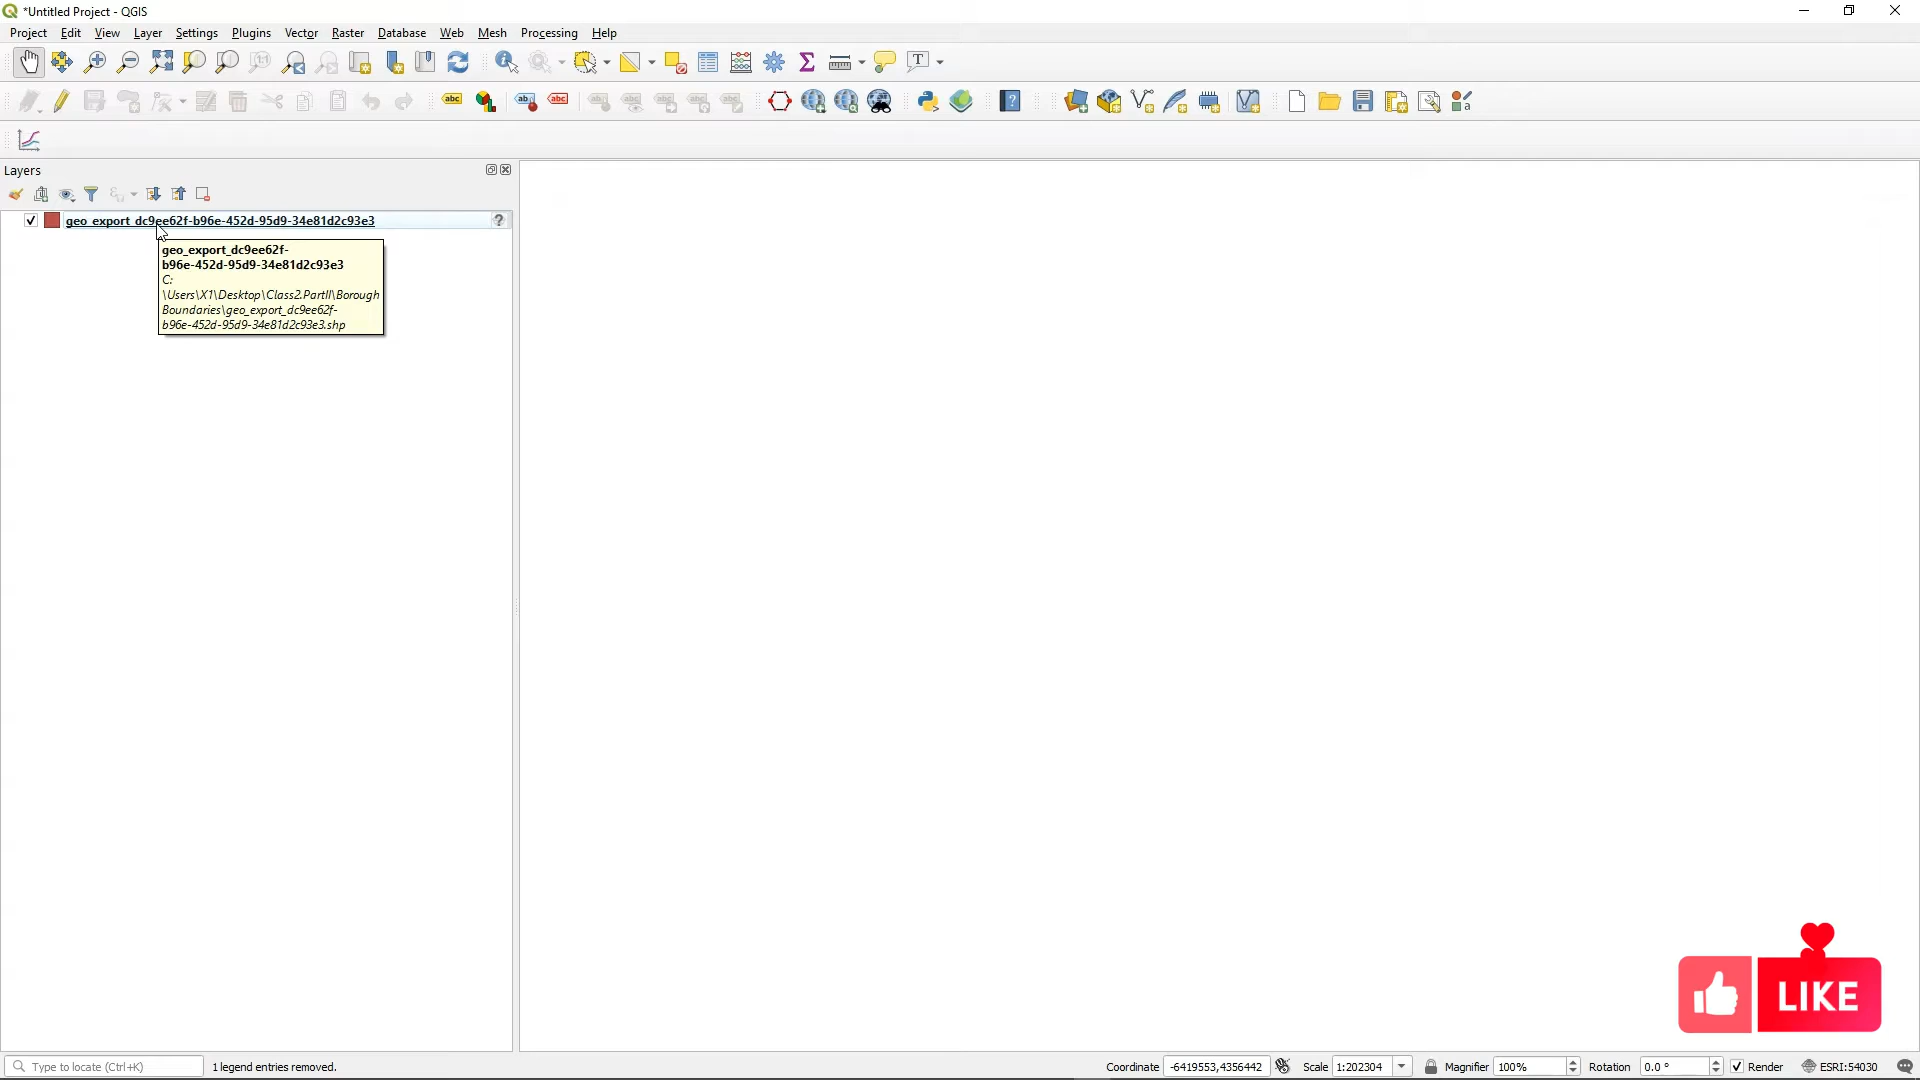 *Untitled Project - QGIS
Project Edit View Layer Settings Plugins Vector Raster Database Web Mesh Processing Help
Layers
geo_export_dc9ee62f-b96e-452d-95d9-34e81d2c93e3 ?
geo_export_dc9ee62f-
b96e-452d-95d9-34e81d2c93e3
C:
\Users\X1\Desktop\Class2.PartII\Borough
Boundaries\geo_export_dc9ee62f-
b96e-452d-95d9-34e81d2c93e3.shp
LIKE
Type to locate (Ctrl+K) 1 legend entries removed. Coordinate -6419553,4356442 Scale 1:202304 Magnifier 100% Rotation 0.0 ° Render ESRI:54030